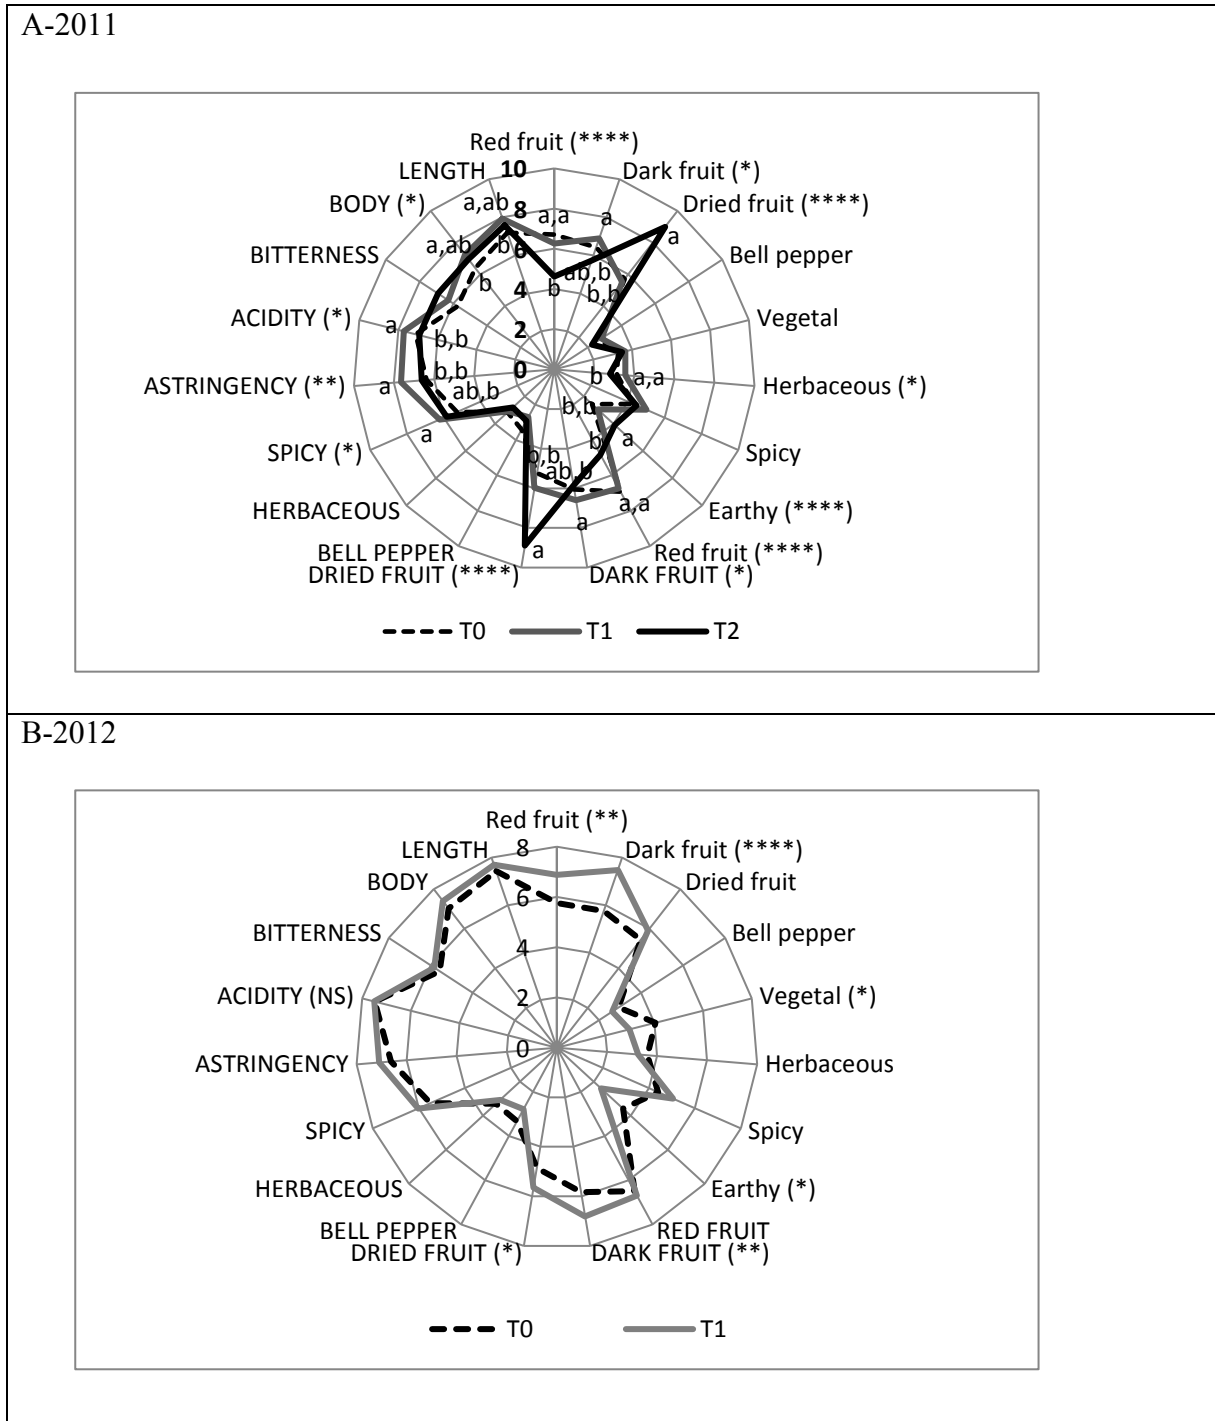 A-2011
Red fruit (****)
LENGTH
10
Dark fruit (*)
BODY (*)
a,ab
8
a,a
a
Dried fruit (****)
BITTERNESS
a,ab
b
6
a
Bell pepper
b
4
b
ab,b
b,b
ACIDITY (*)
a
b,b
2
Vegetal
ASTRINGENCY (**)
a
b,b
0
b
a,a
Herbaceous (*)
ab,b
b,b
SPICY (*)
a
b
a
Spicy
HERBACEOUS
b,b
ab,b
a
a,a
Earthy (****)
BELL PEPPER
a
Red fruit (****)
DRIED FRUIT (****)
DARK FRUIT (*)
T0
T1
T2
B-2012
Red fruit (**)
LENGTH
8
Dark fruit (****)
BODY
Dried fruit
6
BITTERNESS
Bell pepper
4
ACIDITY (NS)
Vegetal (*)
2
ASTRINGENCY
0
Herbaceous
SPICY
Spicy
HERBACEOUS
Earthy (*)
BELL PEPPER
RED FRUIT
DRIED FRUIT (*)
DARK FRUIT (**)
T0
T1